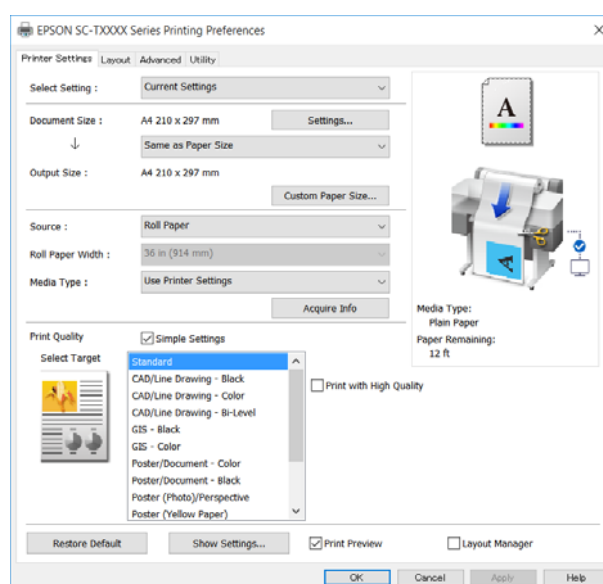 EPSON SC-TXXXX Series Printing Preferences
Printer Settings Layout Advanced Utility
Select Setting : Current Settings
Document Size : A4 210 x 297 mm Settings...
Same as Paper Size
Output Size : A4 210 x 297 mm
Custom Paper Size...
Source : Roll Paper
Roll Paper Width : 36 in (914 mm)
Media Type : Use Printer Settings
Acquire Info
A
A
Media Type:
Plain Paper
Paper Remaining:
12 ft
Print Quality Simple Settings
Select Target
Standard
CAD/Line Drawing - Black
CAD/Line Drawing - Color
CAD/Line Drawing - Bi-Level
GIS - Black
GIS - Color
Poster/Document - Color
Poster/Document - Black
Poster (Photo)/Perspective
Poster (Yellow Paper)
Print with High Quality
Restore Default Show Settings... Print Preview Layout Manager
OK Cancel Apply Help